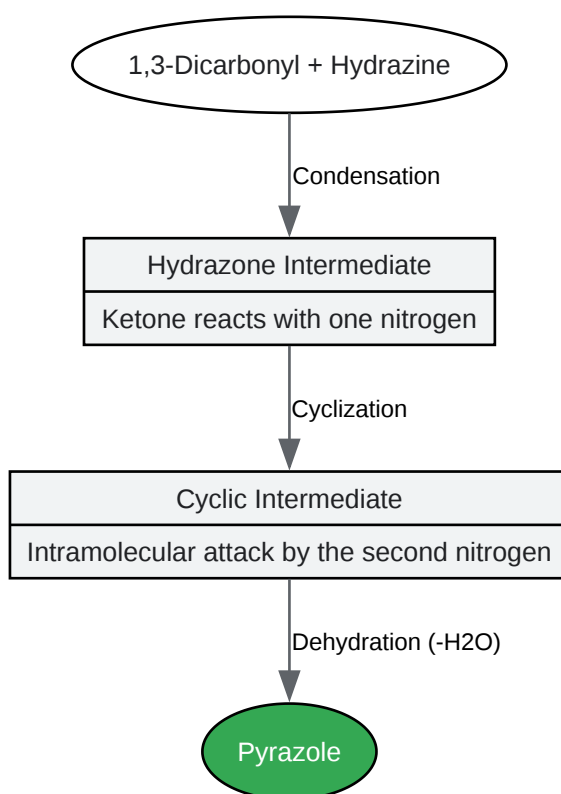 1,3-Dicarbonyl + Hydrazine
Condensation
Hydrazone Intermediate
Ketone reacts with one nitrogen
Cyclization
Cyclic Intermediate
Intramolecular attack by the second nitrogen
Dehydration (-H2O)
Pyrazole